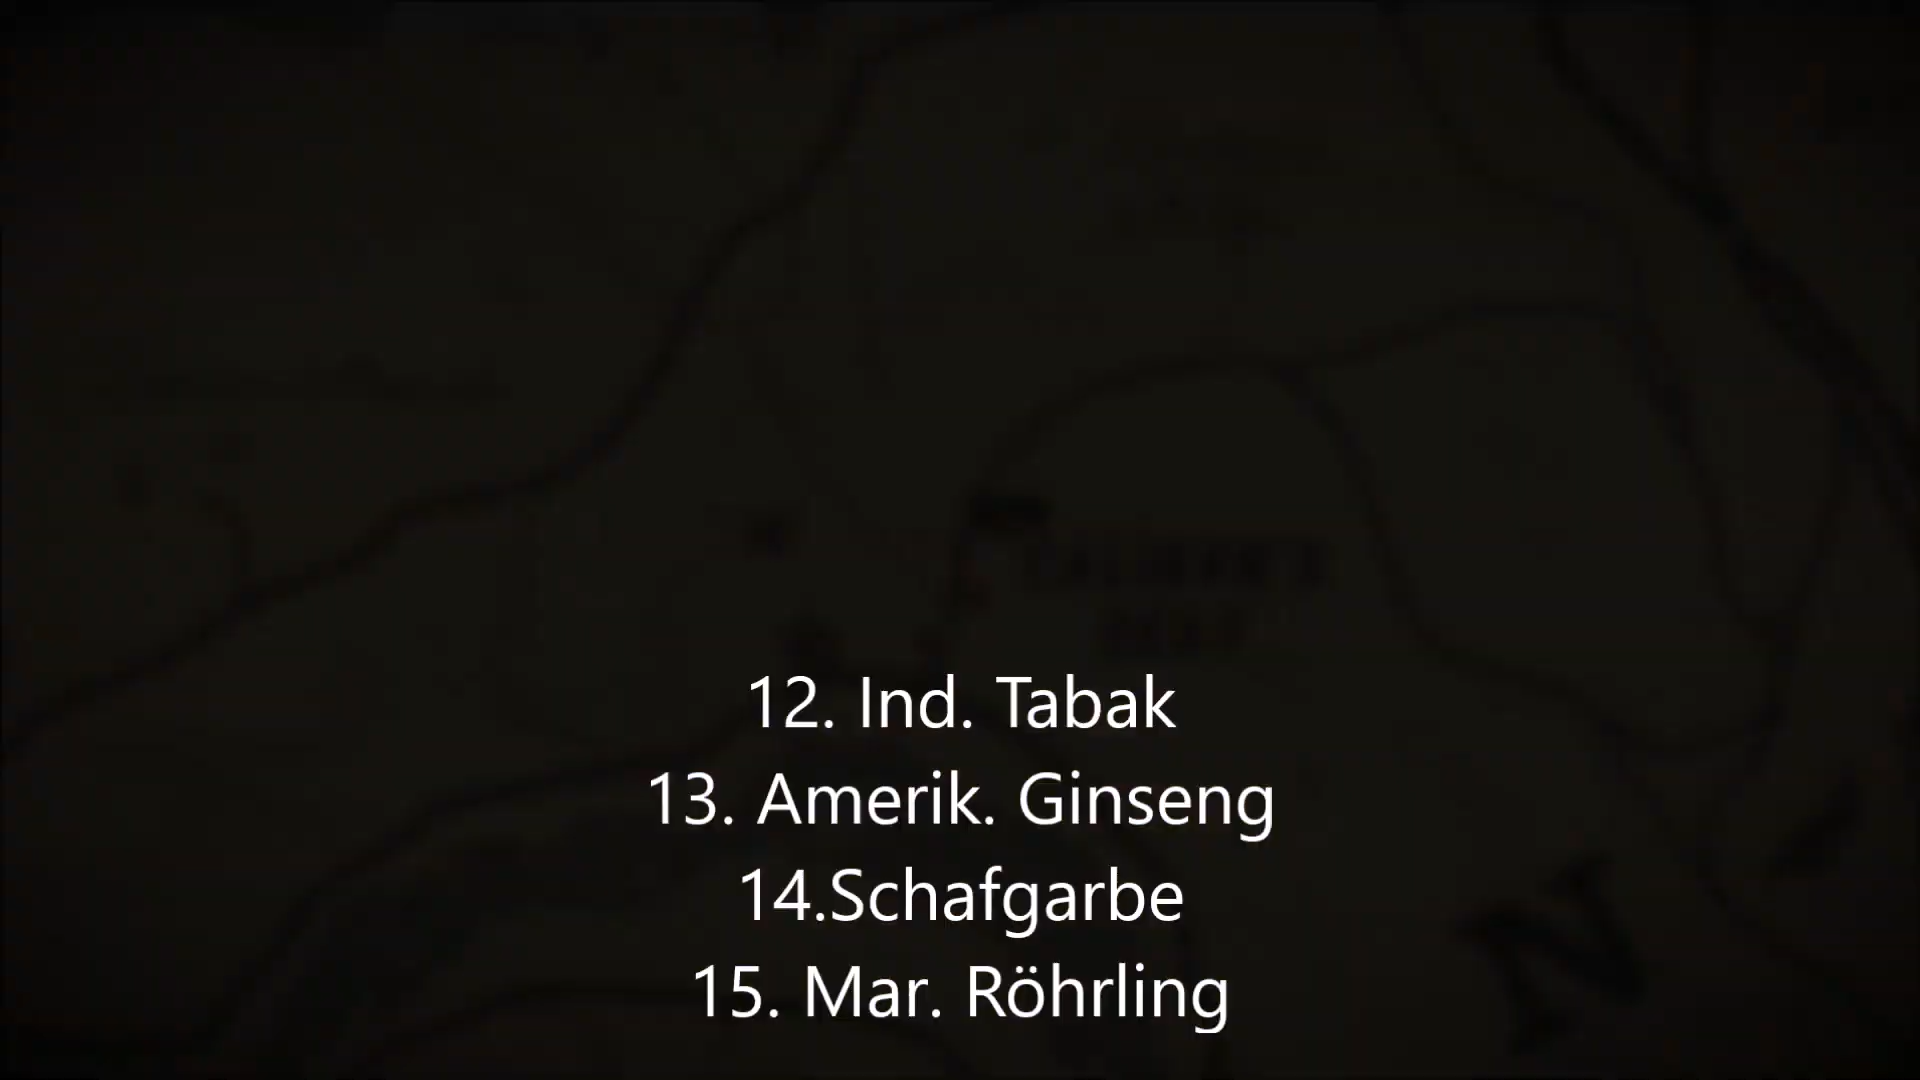 12. Ind. Tabak
13. Amerik. Ginseng
14.Schafgarbe
15. Mar. Röhrling